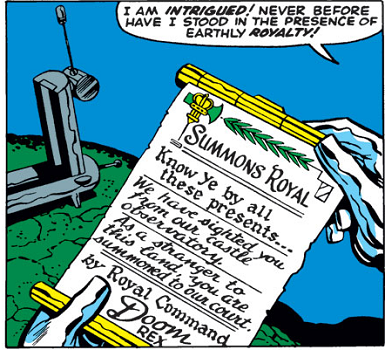 I AM INTRIGUED! NEVER BEFORE
HAVE I STOOD IN THE PRESENCE OF
EARTHLY ROYALTY!
SUMMONS ROYAL
Know Ye by all
these presents...
We have sighted you
from our castle
observatory.
As a stranger to
this land, you are
summoned to our court.
by Royal Command
Doom
REX